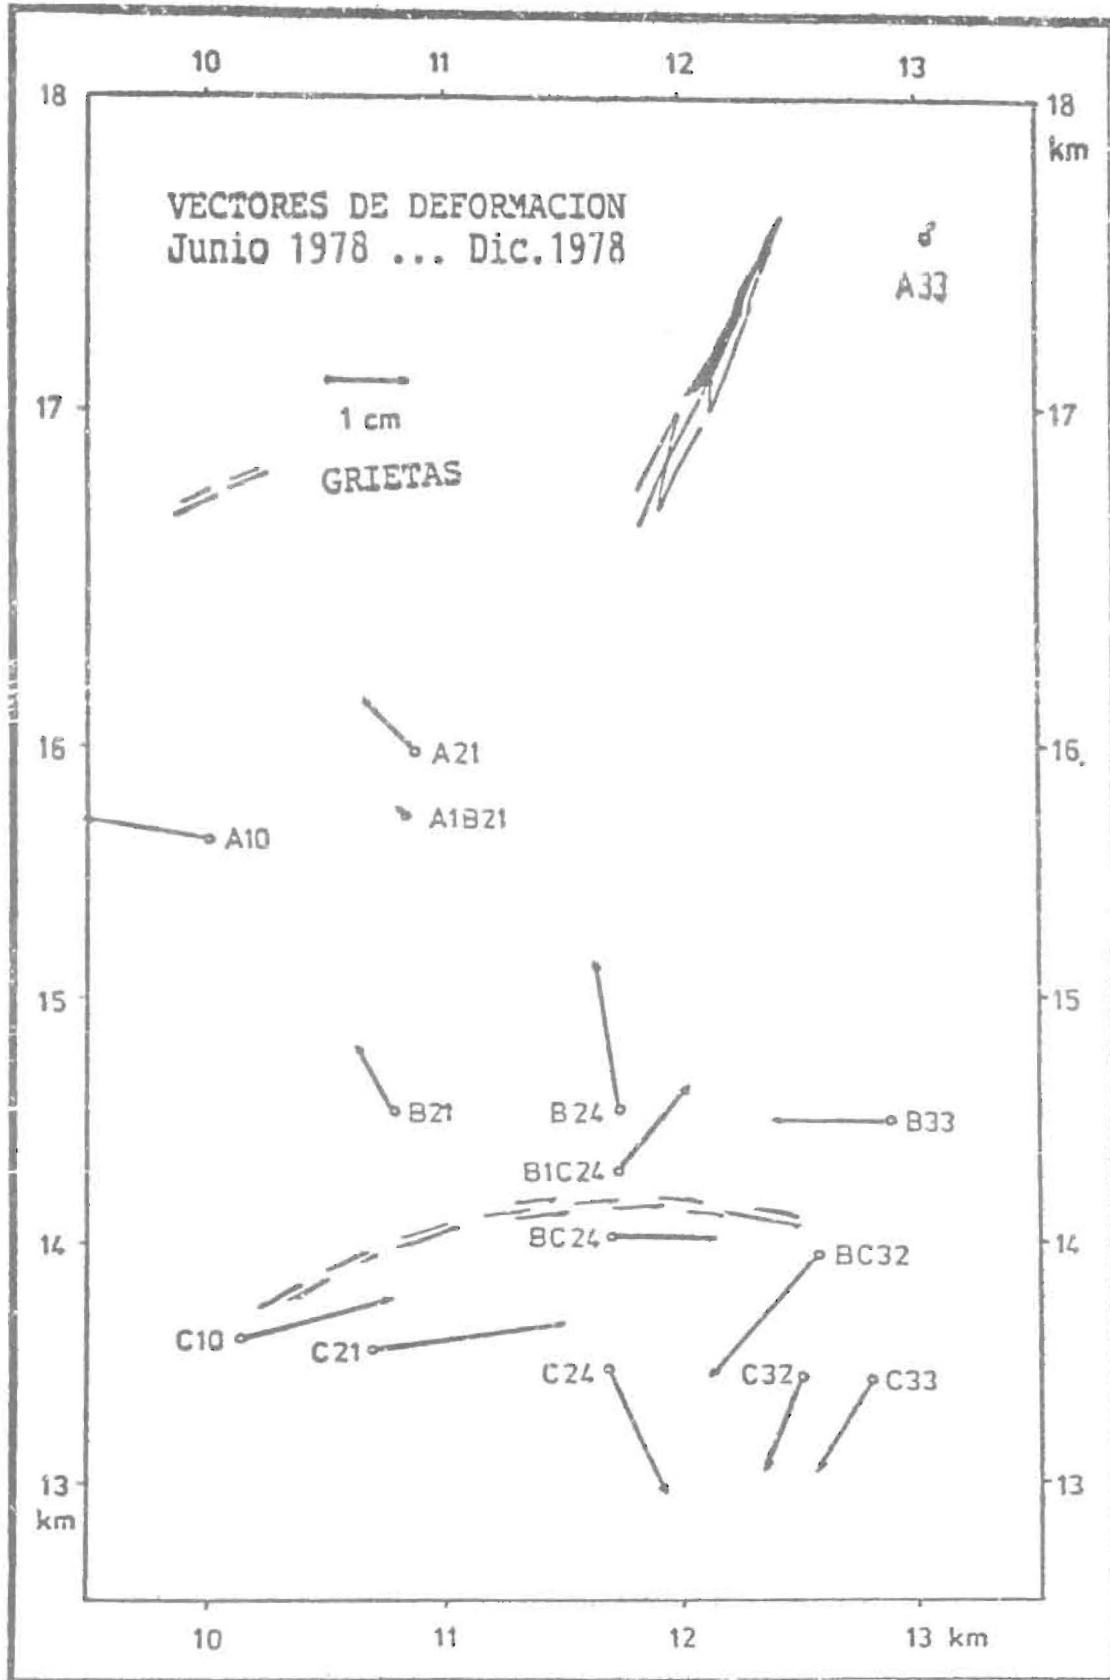 10 11 12 13
18 18
km
VECTORES DE DEFORMACION
Junio 1978 ... Dic.1978
A33
17 17
1 cm
GRIETAS
16 16
A21
A1B21
A10
15 15
B21 B24 B33
B1C24
14 BC24 14
BC32
C10 C21
C24 C32 C33
13 13
km
10 11 12 13 km